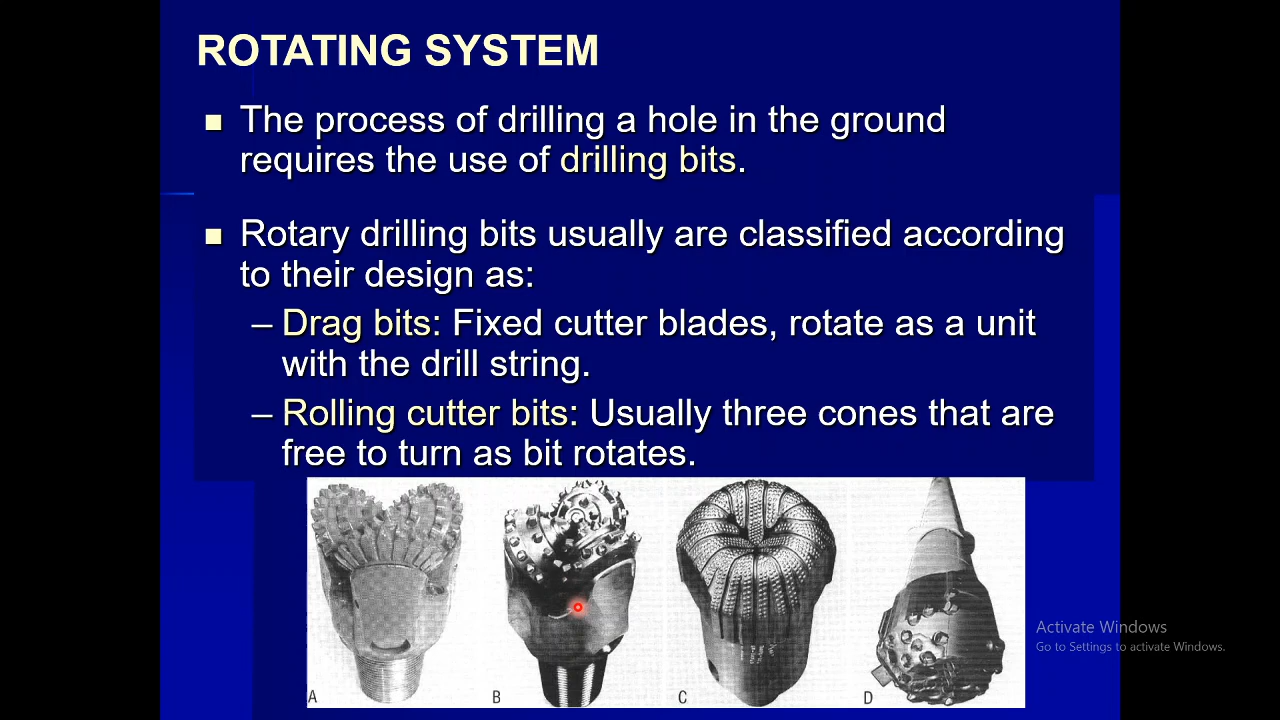 ROTATING SYSTEM
The process of drilling a hole in the ground
requires the use of drilling bits.
Rotary drilling bits usually are classified according
to their design as:
– Drag bits: Fixed cutter blades, rotate as a unit
with the drill string.
– Rolling cutter bits: Usually three cones that are
free to turn as bit rotates.
A
B
C
D
Activate Windows
Go to Settings to activate Windows.